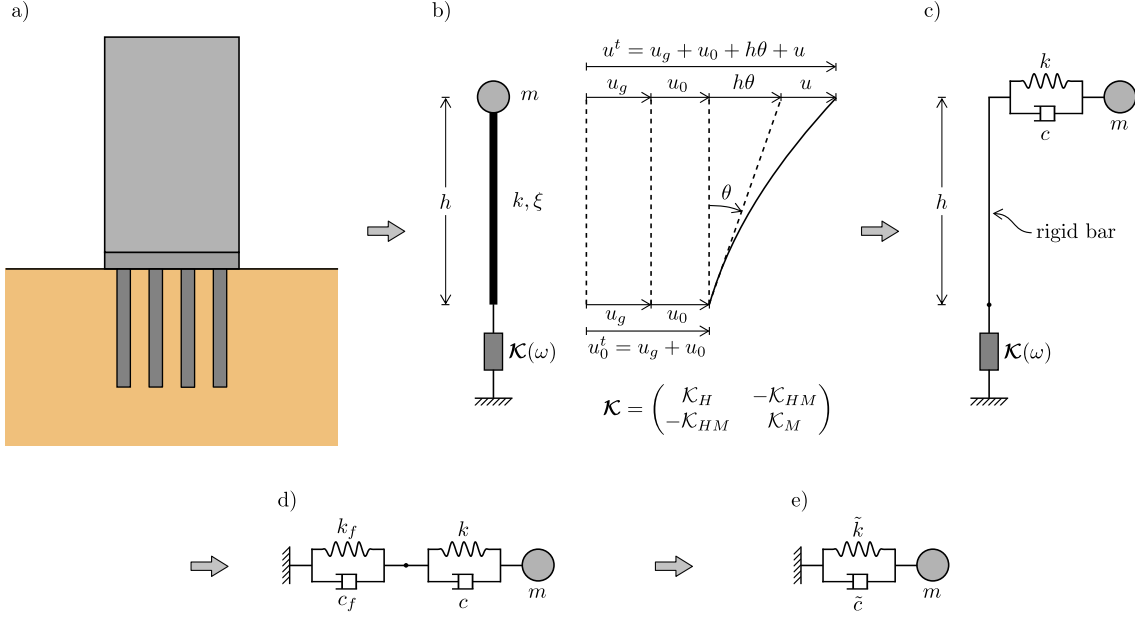 a)
b)
c)
u^t = u_g + u_0 + hθ + u
u_g
u_0
hθ
u
m
h
k, ξ
θ
u_g
u_0
u_0^t = u_g + u_0
𝓚(ω)
𝓚 = ( 𝒦_H −𝒦_HM
−𝒦_HM 𝒦_M )
k
c
m
h
rigid bar
𝓚(ω)
d)
k_f
k
c_f
c
m
e)
k̃
c̃
m